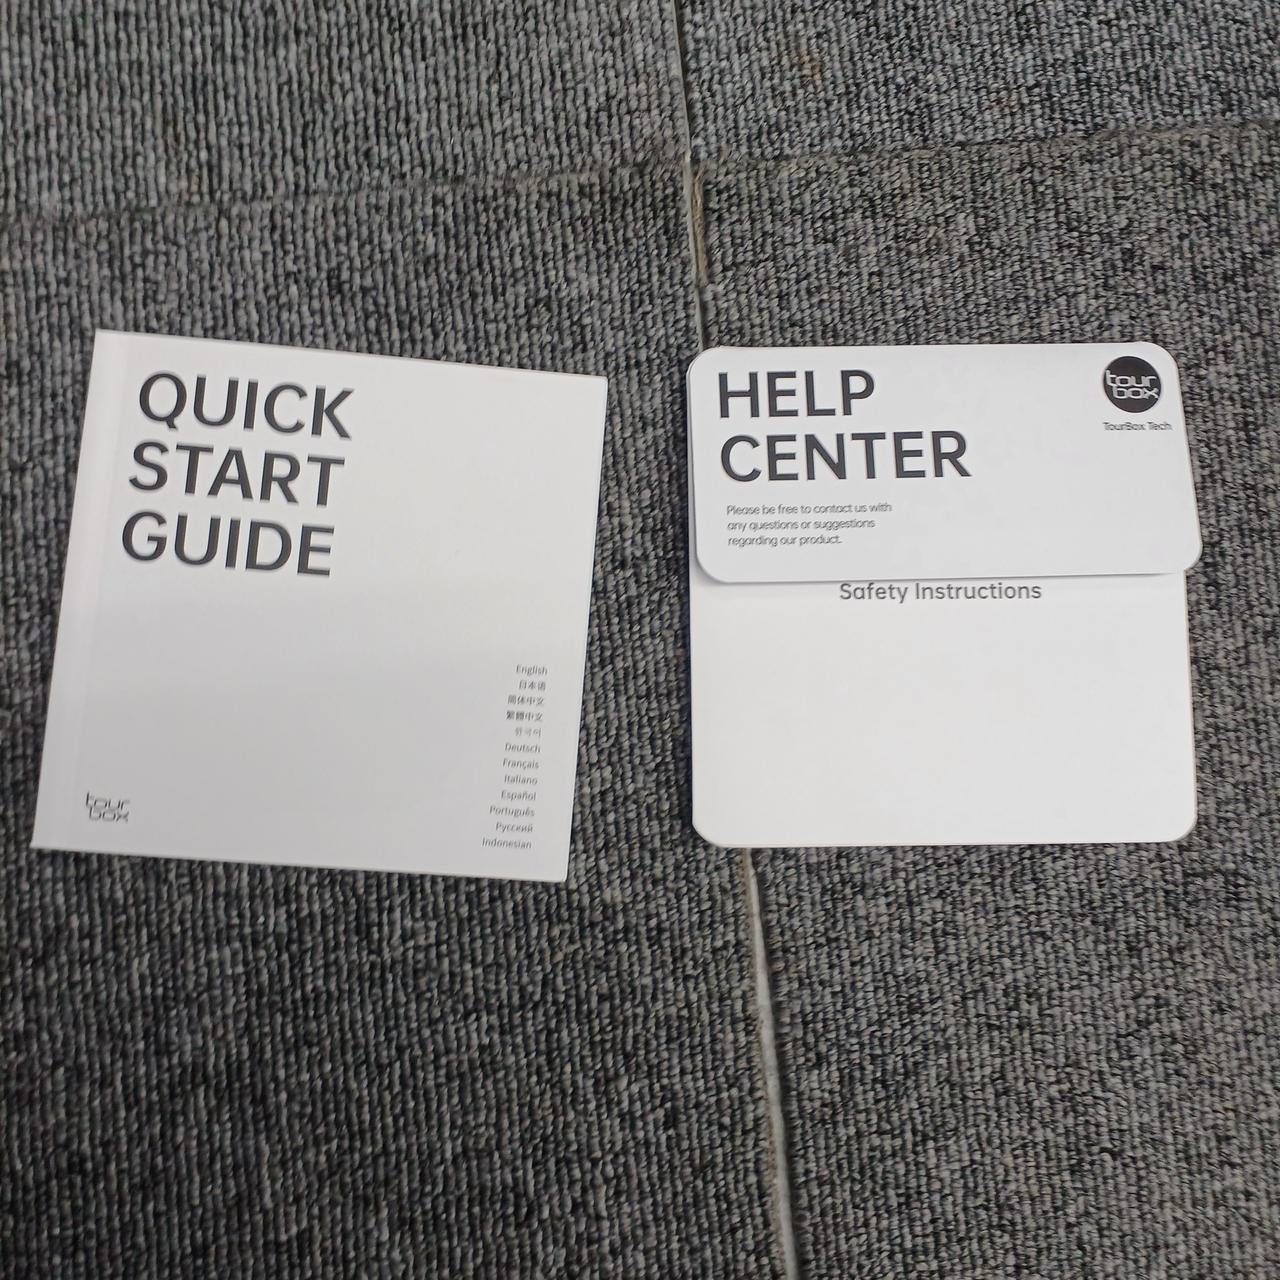 QUICK
START
GUIDE
English
日本语
简体中文
繁體中文
한국어
Deutsch
Français
Italiano
Español
Português
Русский
Indonesian
tour
box
HELP
CENTER
Please be free to contact us with
any questions or suggestions
regarding our product.
tour
box
TourBox Tech
Safety Instructions